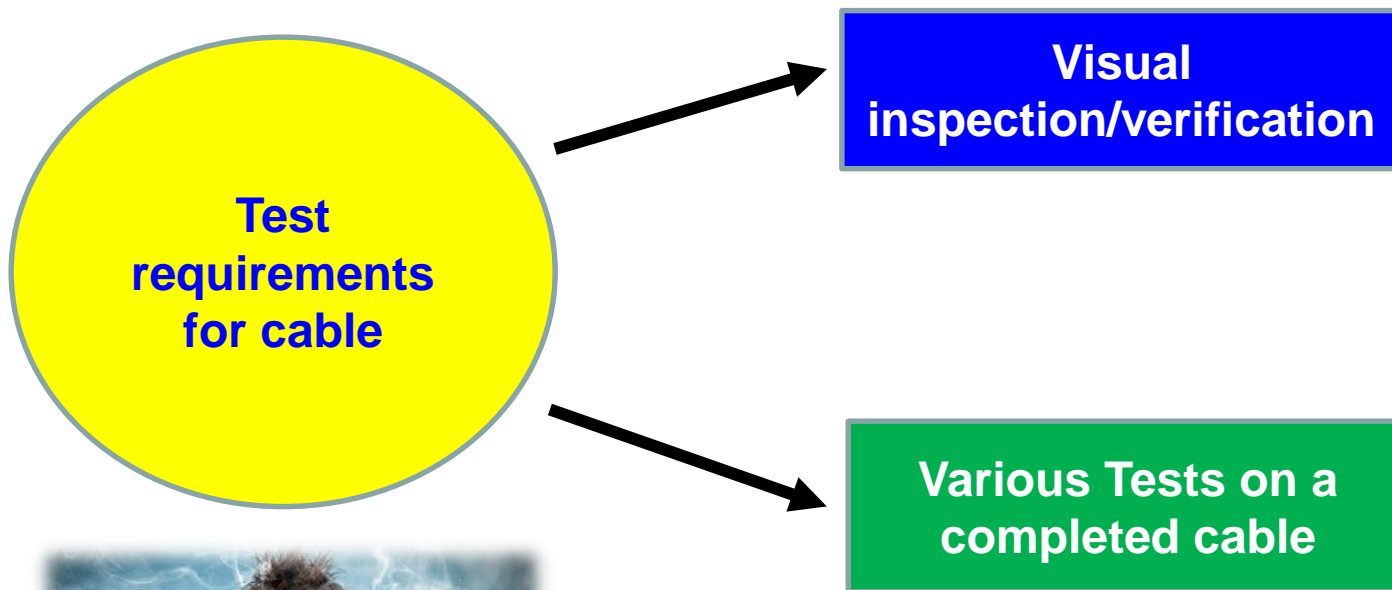 Test
requirements
for cable
Visual
inspection/verification
Various Tests on a
completed cable